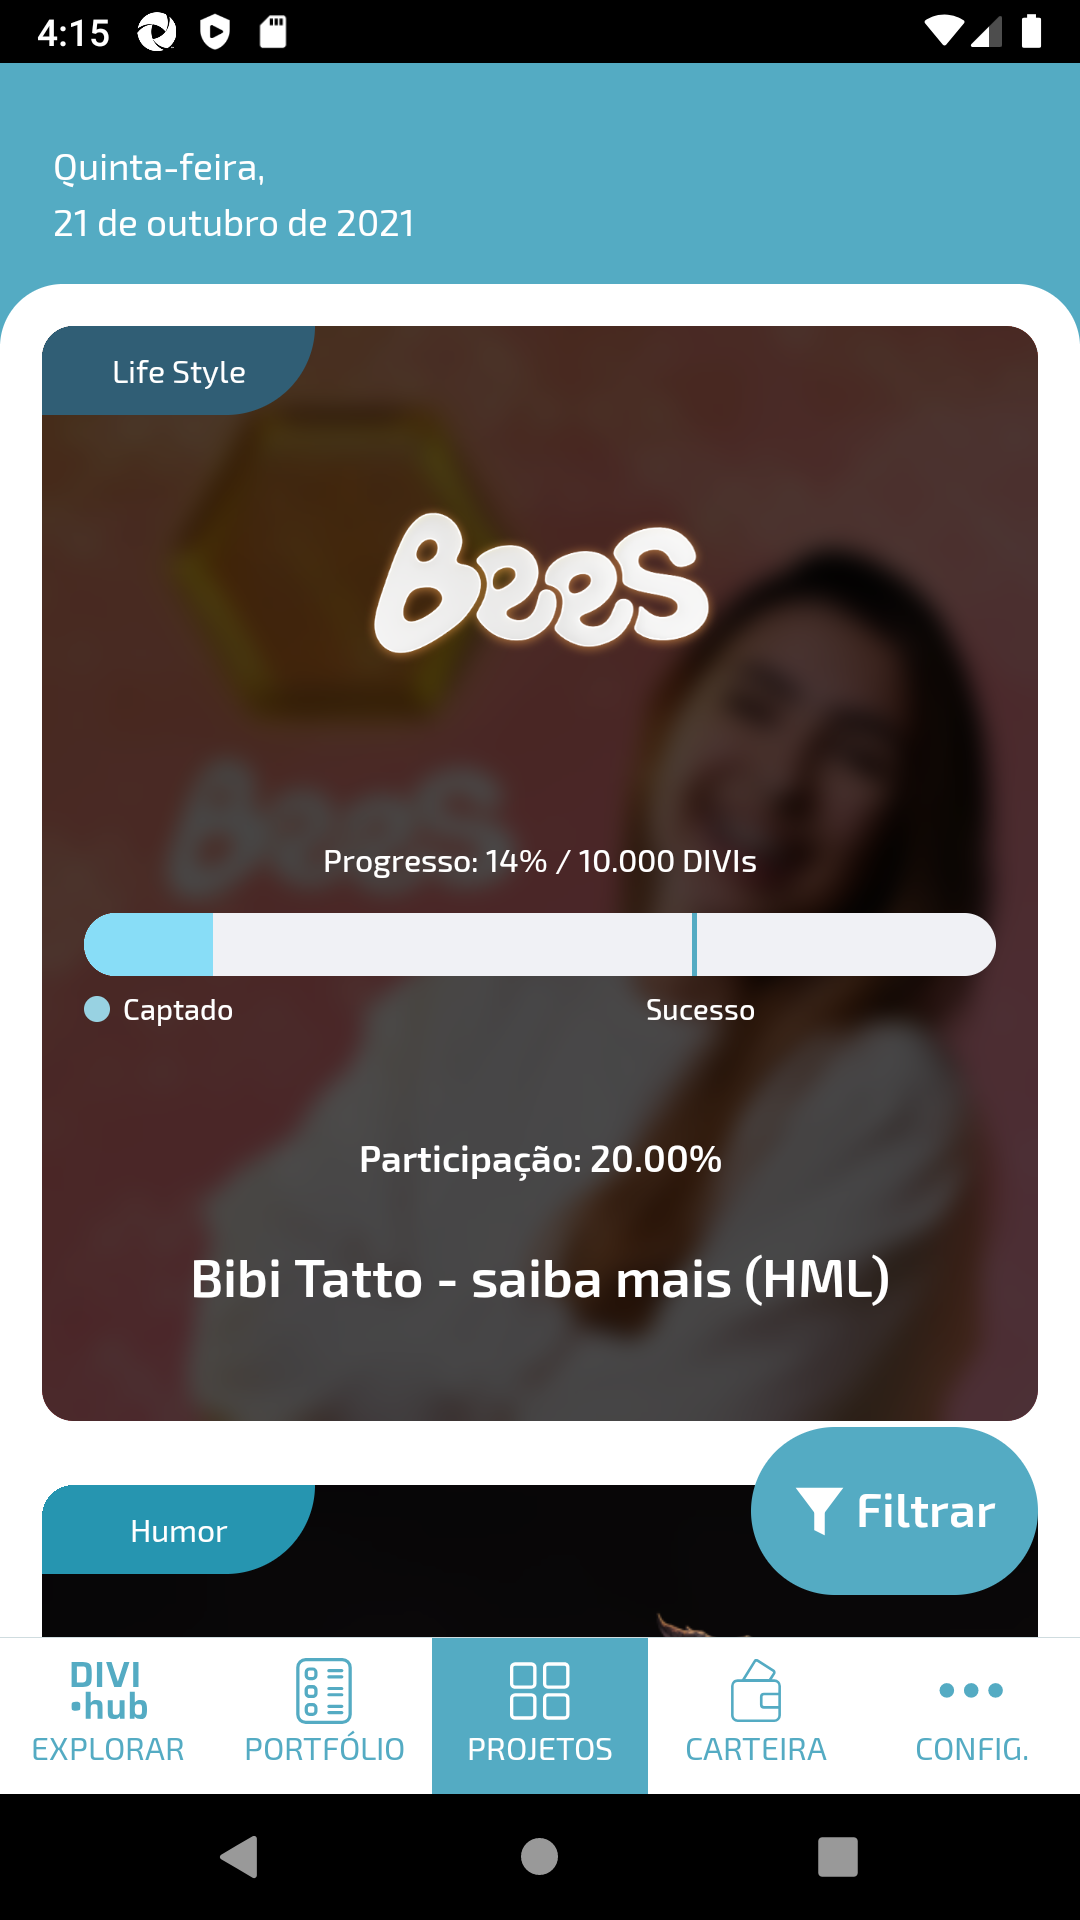 4:15
Quinta-feira,
21 de outubro de 2021
Life Style
Bees
Bees
Progresso: 14% / 10.000 DIVIs
Captado
Sucesso
Participação: 20.00%
Bibi Tatto - saiba mais (HML)
Humor
Filtrar
DIVI
·hub
EXPLORAR
PORTFÓLIO
PROJETOS
CARTEIRA
CONFIG.